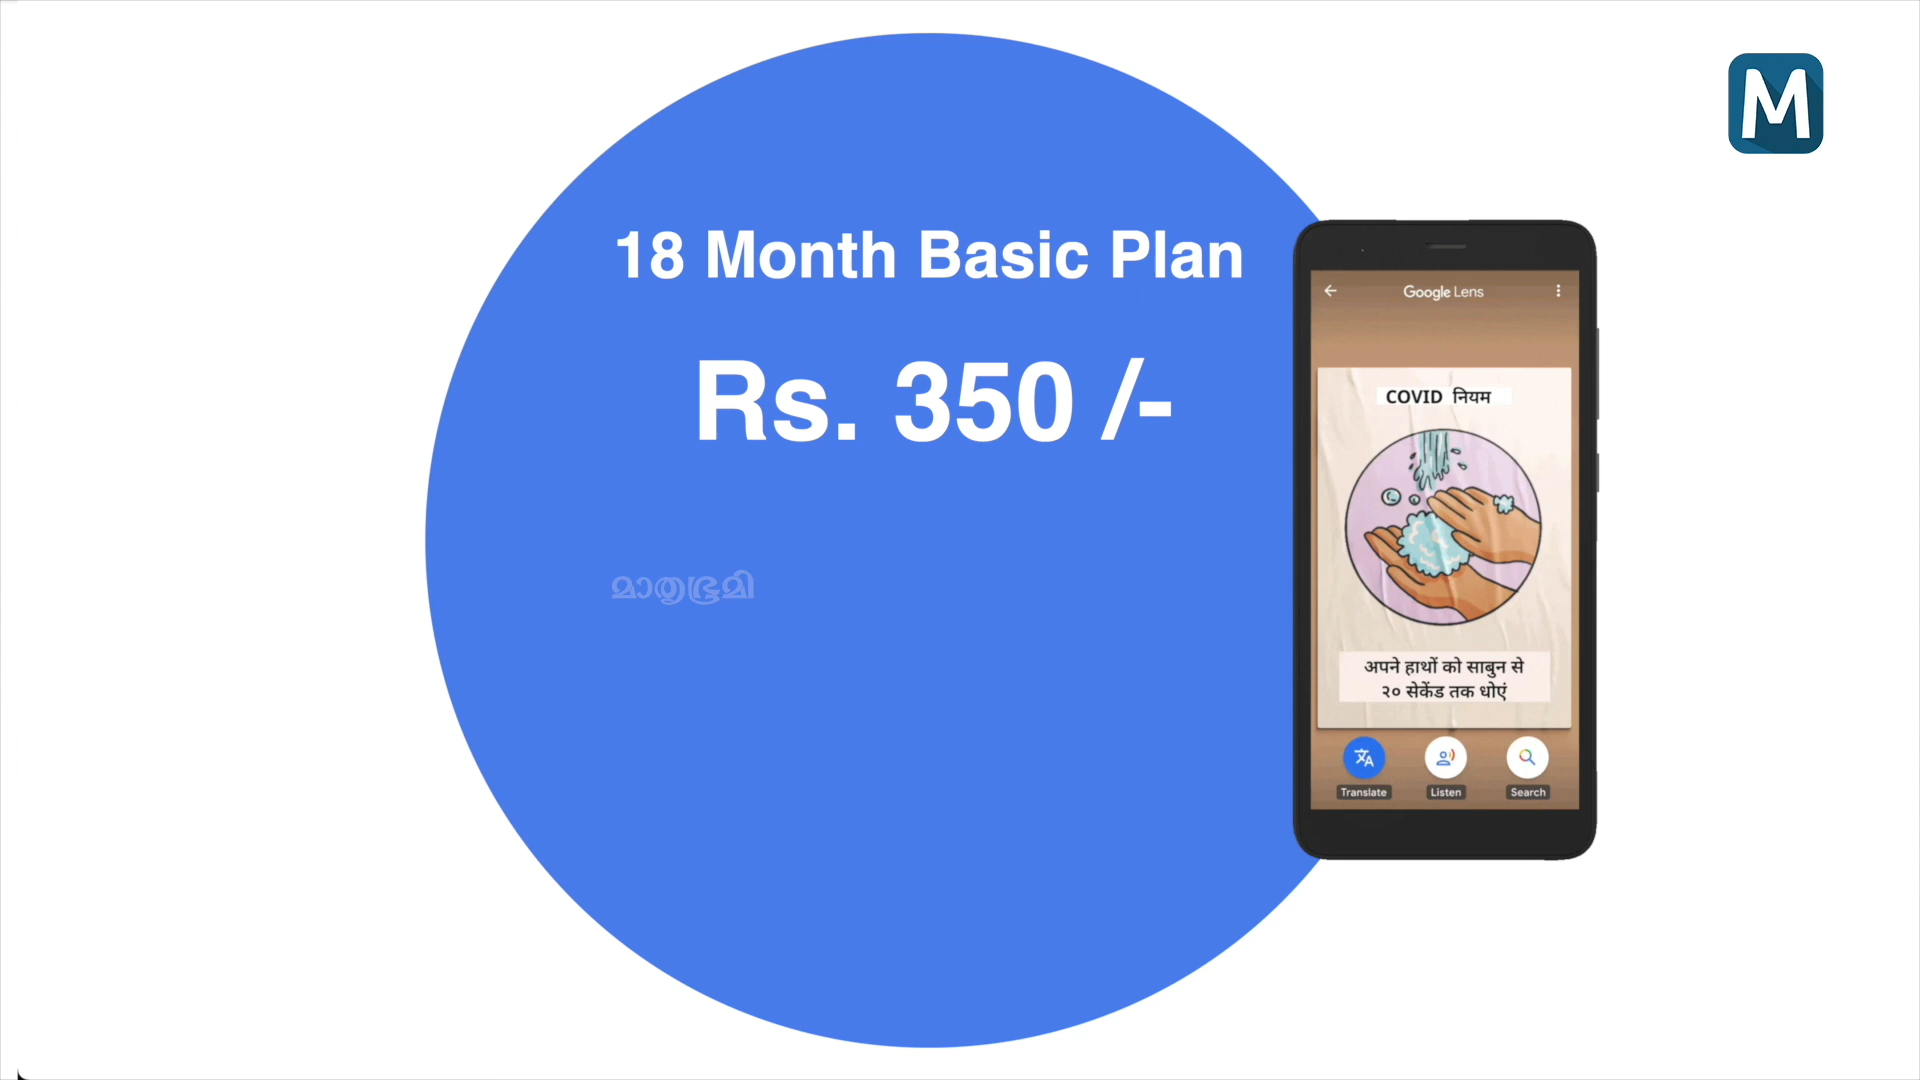 M
18 Month Basic Plan
Rs. 350 /-
മാതൃഭൂമി
Google Lens
COVID नियम
अपने हाथों को साबुन से
२० सेकेंड तक धोएं
Translate
Listen
Search